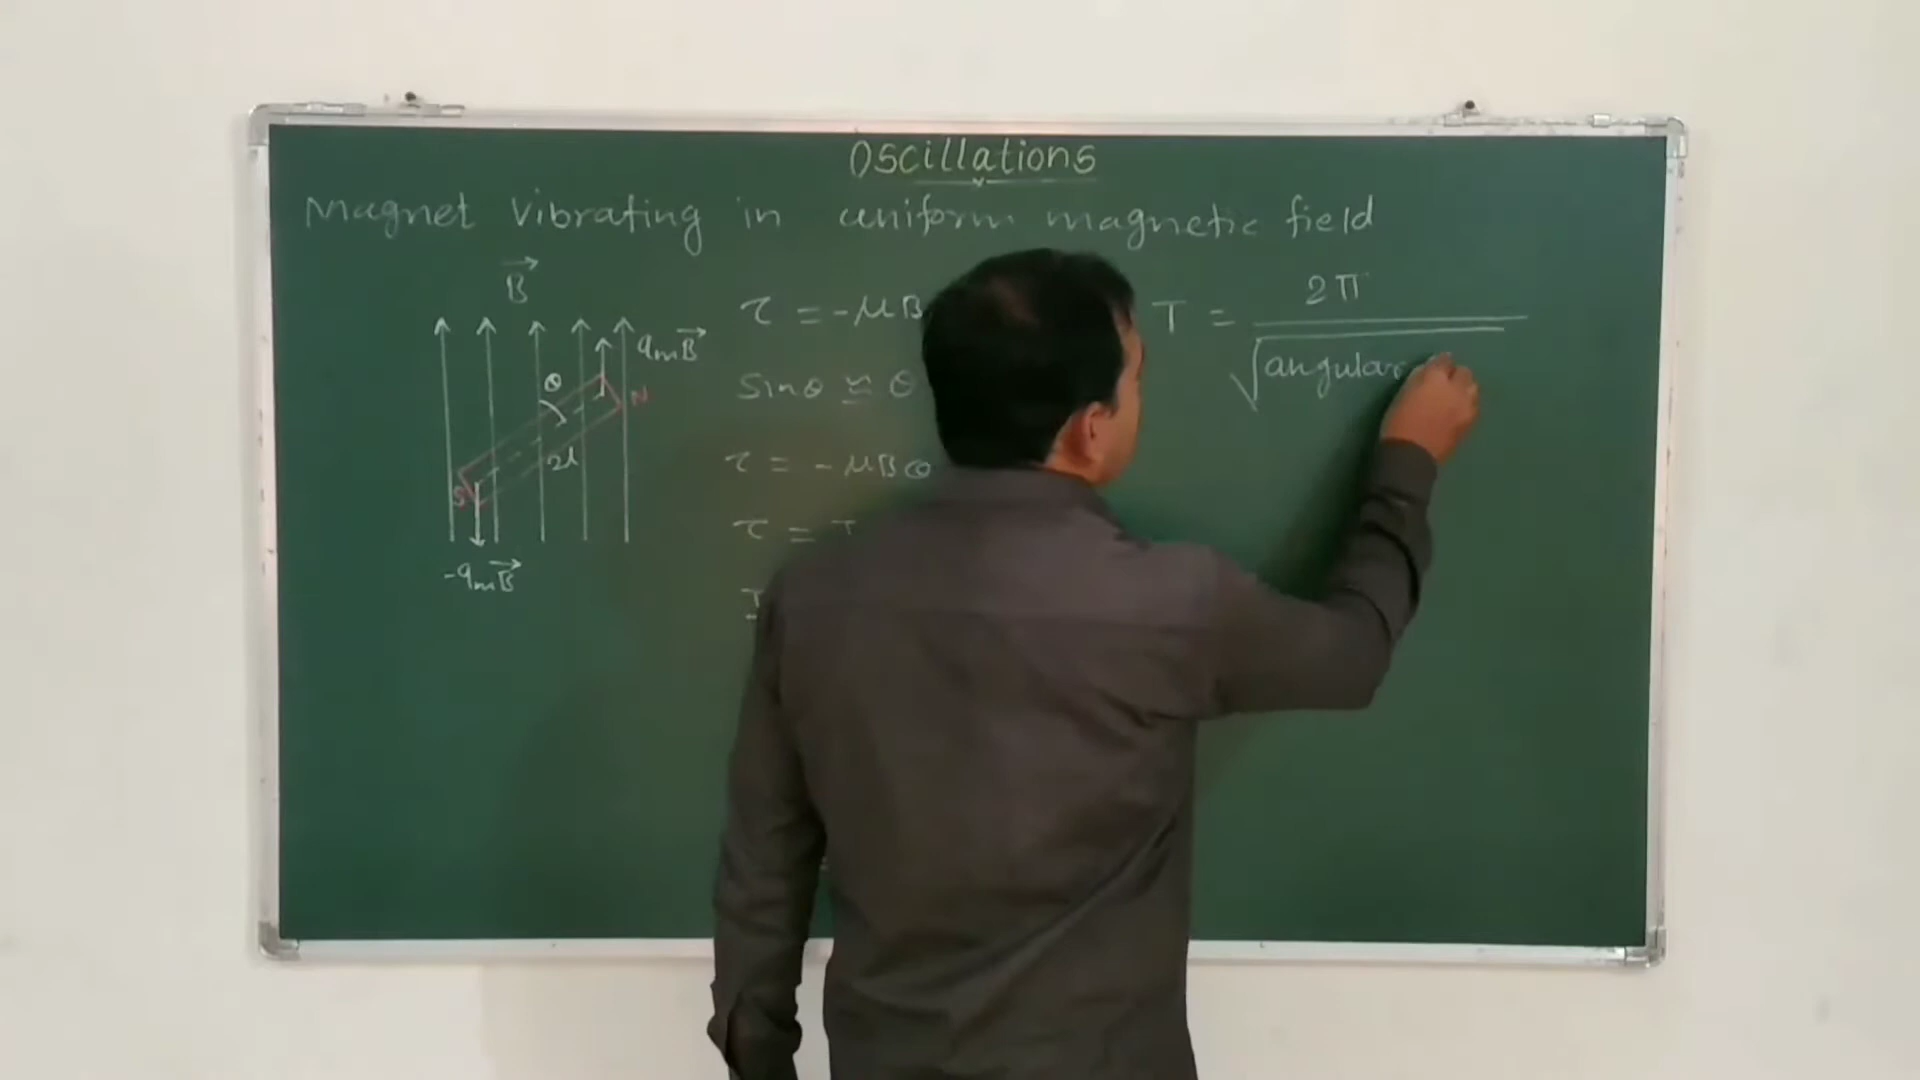 Oscillations
Magnet Vibrating in uniform magnetic field
B
qmB
θ
N
2l
S
-qmB
τ = -μB
Sinθ ≃ θ
τ = -μBθ
τ =
T = 2π
√angular